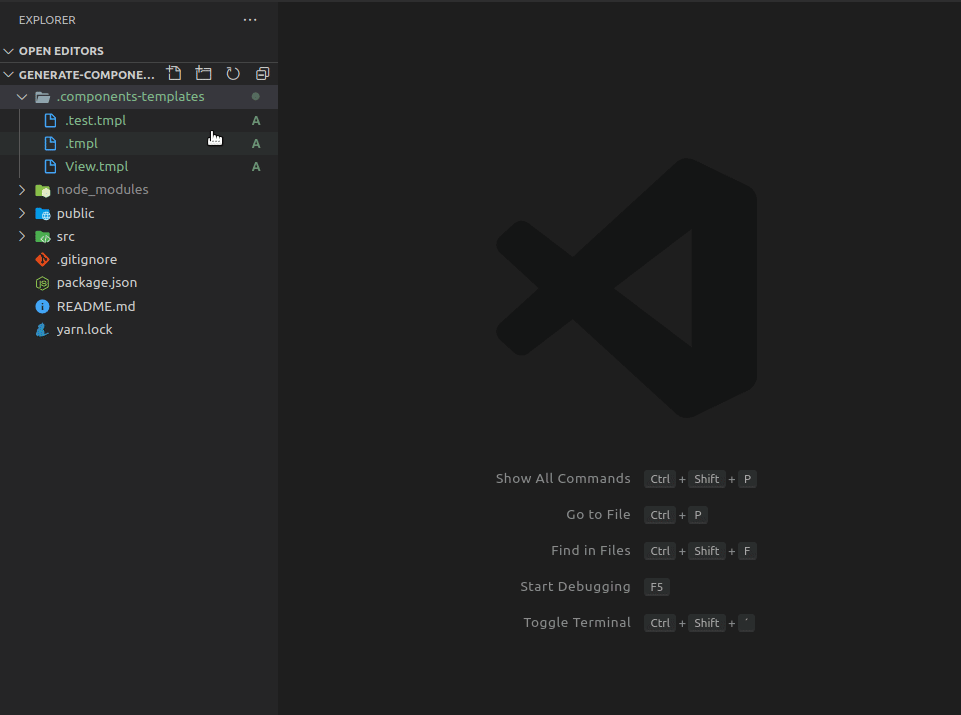 EXPLORER
OPEN EDITORS
GENERATE-COMPONE...
.components-templates
.test.tmpl A
.tmpl A
View.tmpl A
node_modules
public
src
.gitignore
package.json
README.md
yarn.lock
Show All Commands Ctrl + Shift + P
Go to File Ctrl + P
Find in Files Ctrl + Shift + F
Start Debugging F5
Toggle Terminal Ctrl + Shift + `